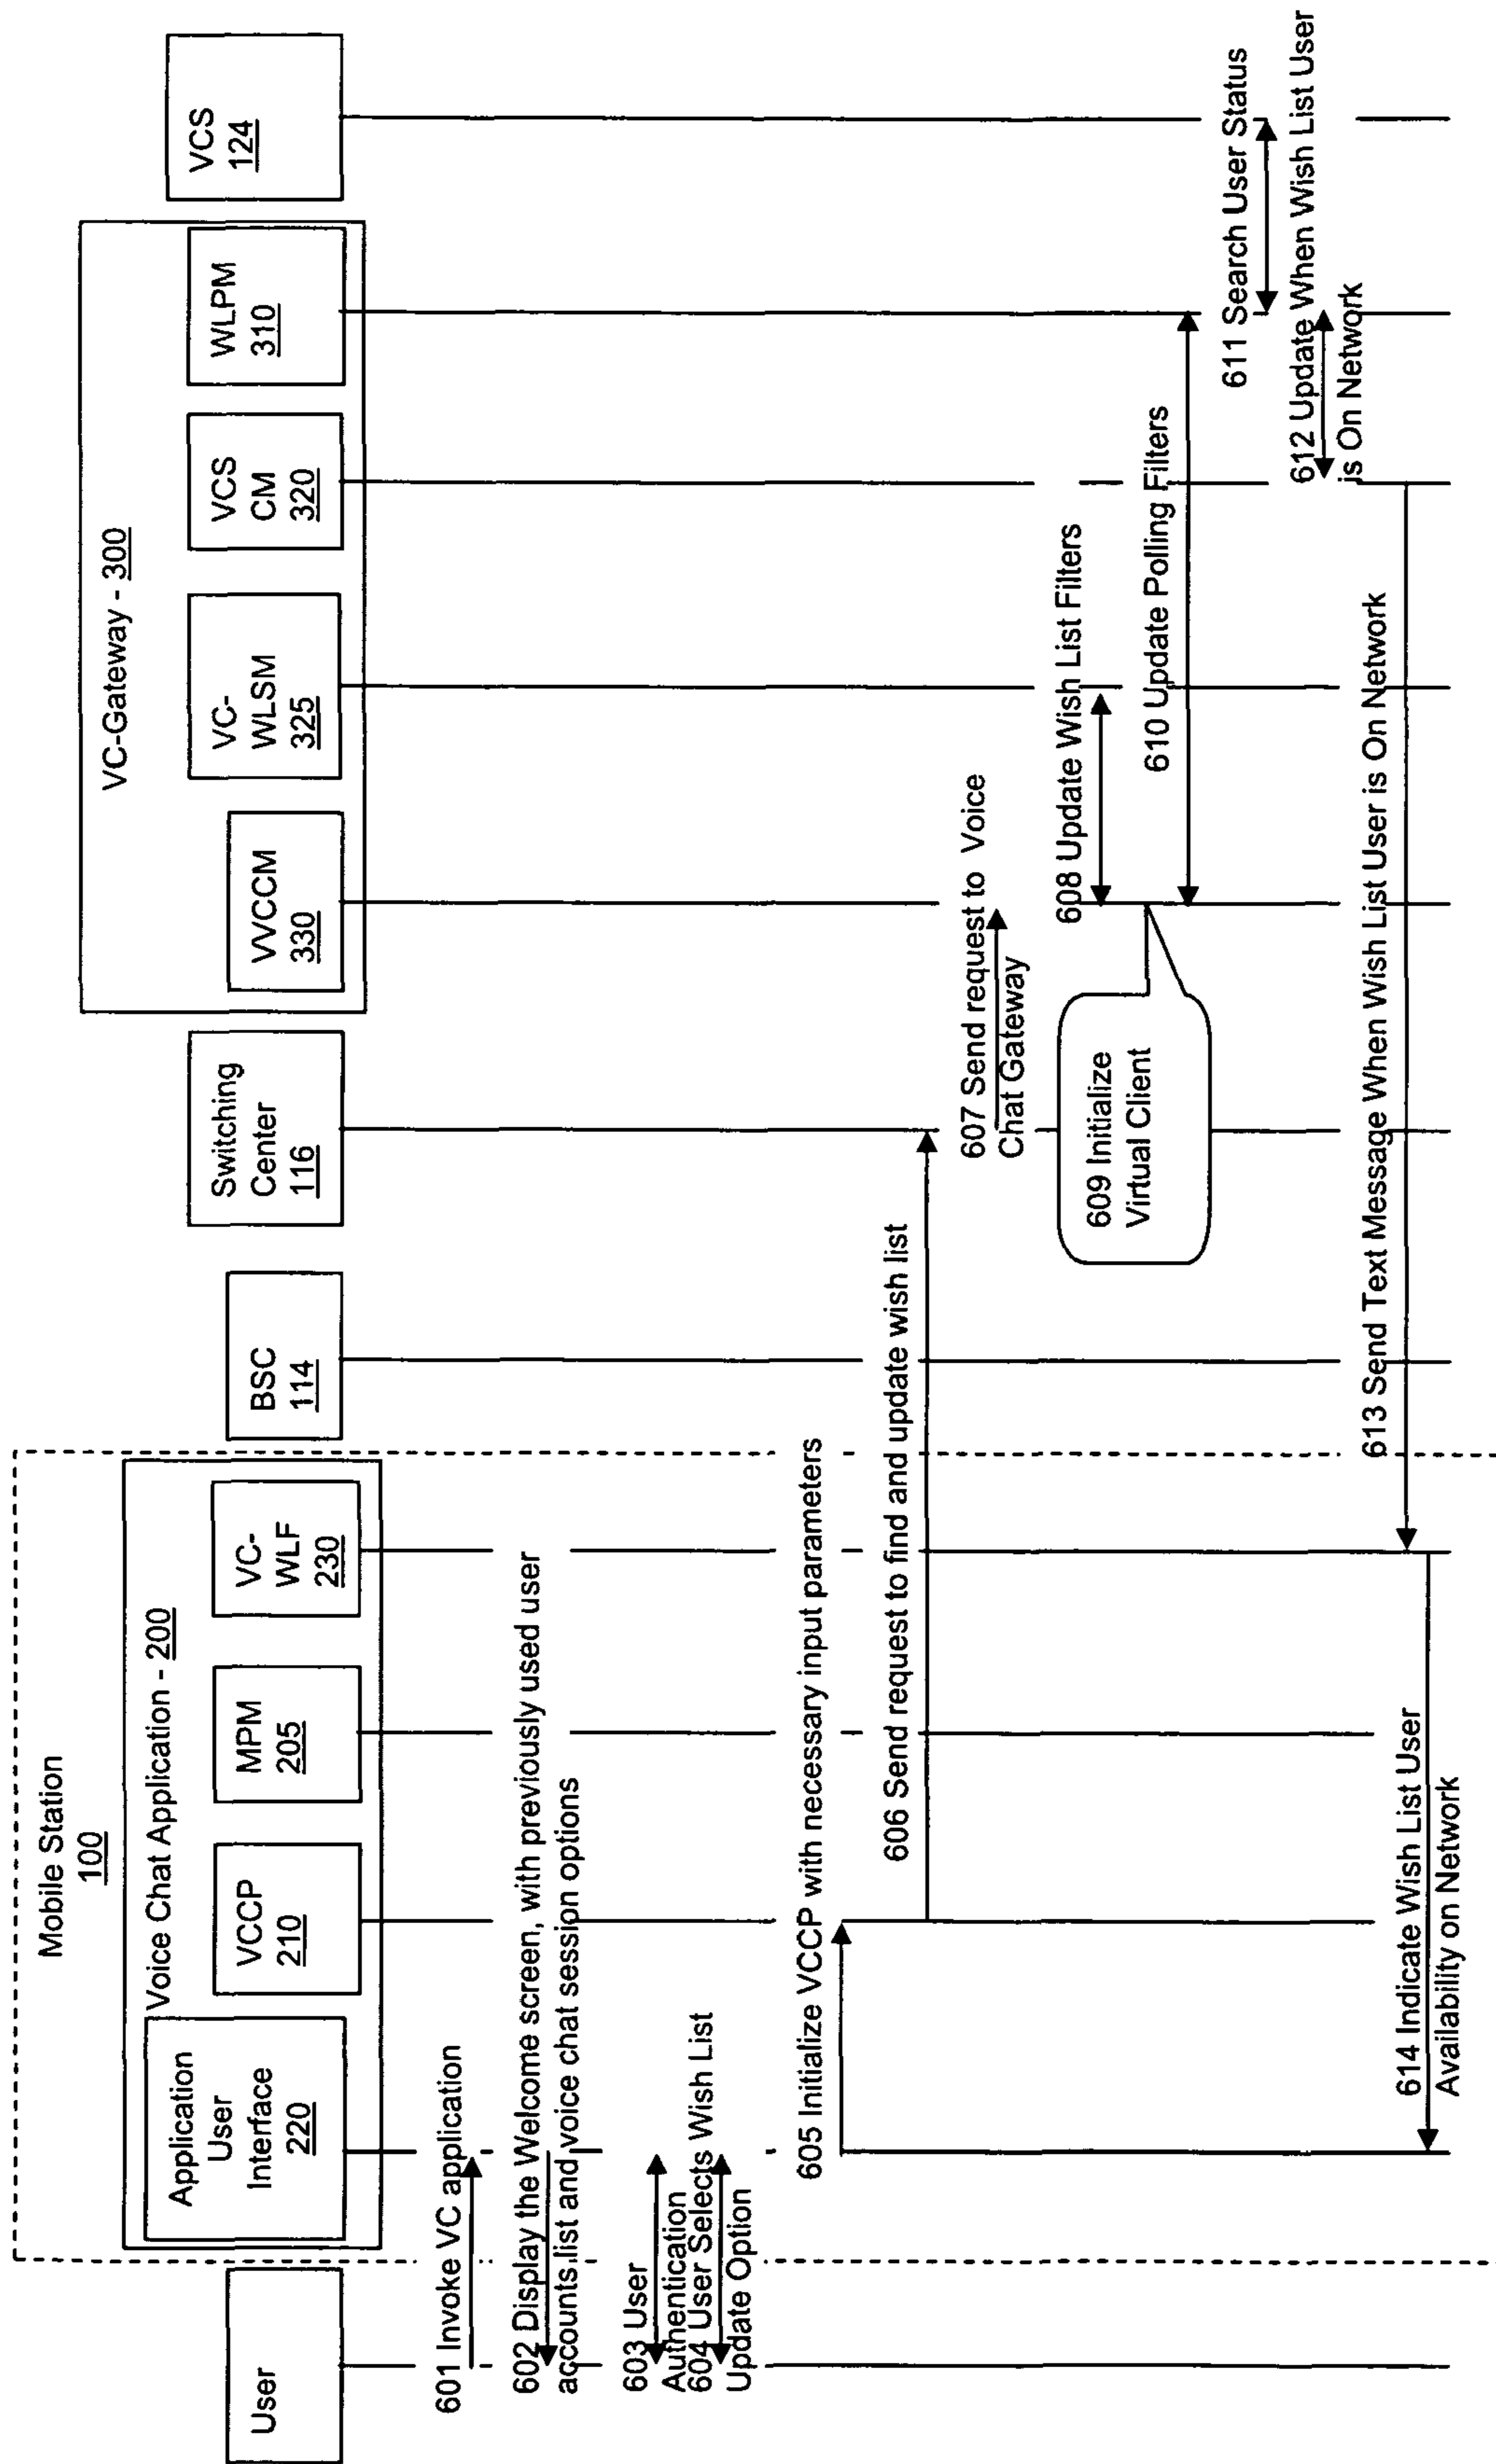 User
Mobile Station
100
Voice Chat Application - 200
Application
User
Interface
220
VCCP
210
MPM
205
VC-
WLF
230
BSC
114
Switching
Center
116
VC-Gateway - 300
VVCCM
330
VC-
WLSM
325
VCS
CM
320
WLPM
310
VCS
124
601 Invoke VC application
602 Display the Welcome screen, with previously used user
accounts list and voice chat session options
603 User
Authentication
604 User Selects Wish List
Update Option
605 Initialize VCCP with necessary input parameters
606 Send request to find and update wish list
607 Send request to Voice
Chat Gateway
608 Update Wish List Filters
609 Initialize
Virtual Client
610 Update Polling Filters
611 Search User Status
612 Update When Wish List User
is On Network
613 Send Text Message When Wish List User is On Network
614 Indicate Wish List User
Availability on Network